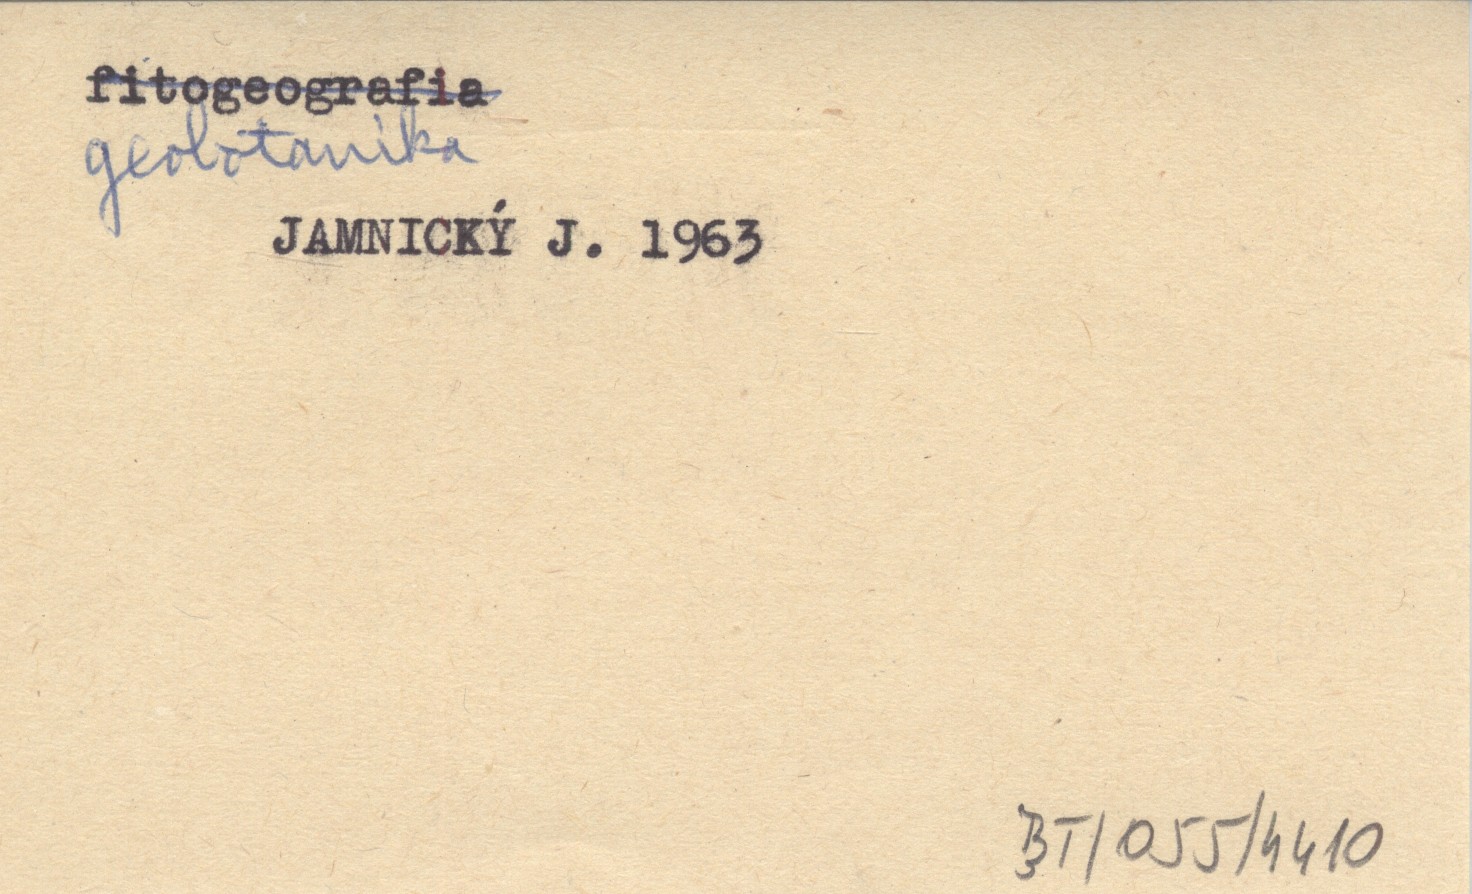 fitogeografia
geobotanika
JAMNICKÝ J. 1963
BT/055/4410